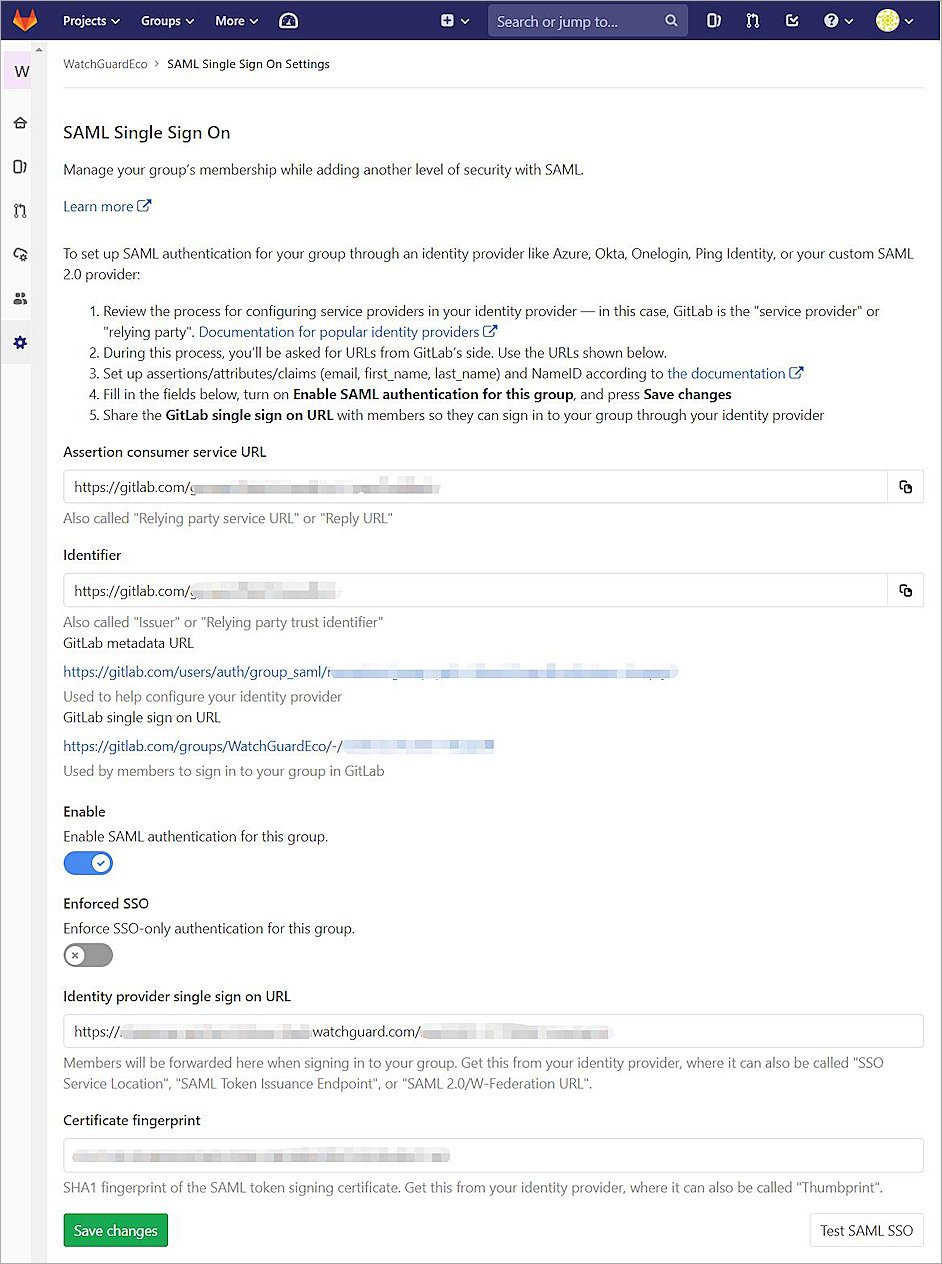 Projects Groups More Search or jump to...
W
WatchGuardEco › SAML Single Sign On Settings
SAML Single Sign On
Manage your group's membership while adding another level of security with SAML.
Learn more
To set up SAML authentication for your group through an identity provider like Azure, Okta, Onelogin, Ping Identity, or your custom SAML
2.0 provider:
1. Review the process for configuring service providers in your identity provider — in this case, GitLab is the "service provider" or
"relying party". Documentation for popular identity providers
2. During this process, you'll be asked for URLs from GitLab's side. Use the URLs shown below.
3. Set up assertions/attributes/claims (email, first_name, last_name) and NameID according to the documentation
4. Fill in the fields below, turn on Enable SAML authentication for this group, and press Save changes
5. Share the GitLab single sign on URL with members so they can sign in to your group through your identity provider
Assertion consumer service URL
https://gitlab.com/
Also called "Relying party service URL" or "Reply URL"
Identifier
https://gitlab.com/
Also called "Issuer" or "Relying party trust identifier"
GitLab metadata URL
https://gitlab.com/users/auth/group_saml/
Used to help configure your identity provider
GitLab single sign on URL
https://gitlab.com/groups/WatchGuardEco/-/
Used by members to sign in to your group in GitLab
Enable
Enable SAML authentication for this group.
Enforced SSO
Enforce SSO-only authentication for this group.
Identity provider single sign on URL
https:// watchguard.com/
Members will be forwarded here when signing in to your group. Get this from your identity provider, where it can also be called "SSO
Service Location", "SAML Token Issuance Endpoint", or "SAML 2.0/W-Federation URL".
Certificate fingerprint
SHA1 fingerprint of the SAML token signing certificate. Get this from your identity provider, where it can also be called "Thumbprint".
Save changes Test SAML SSO